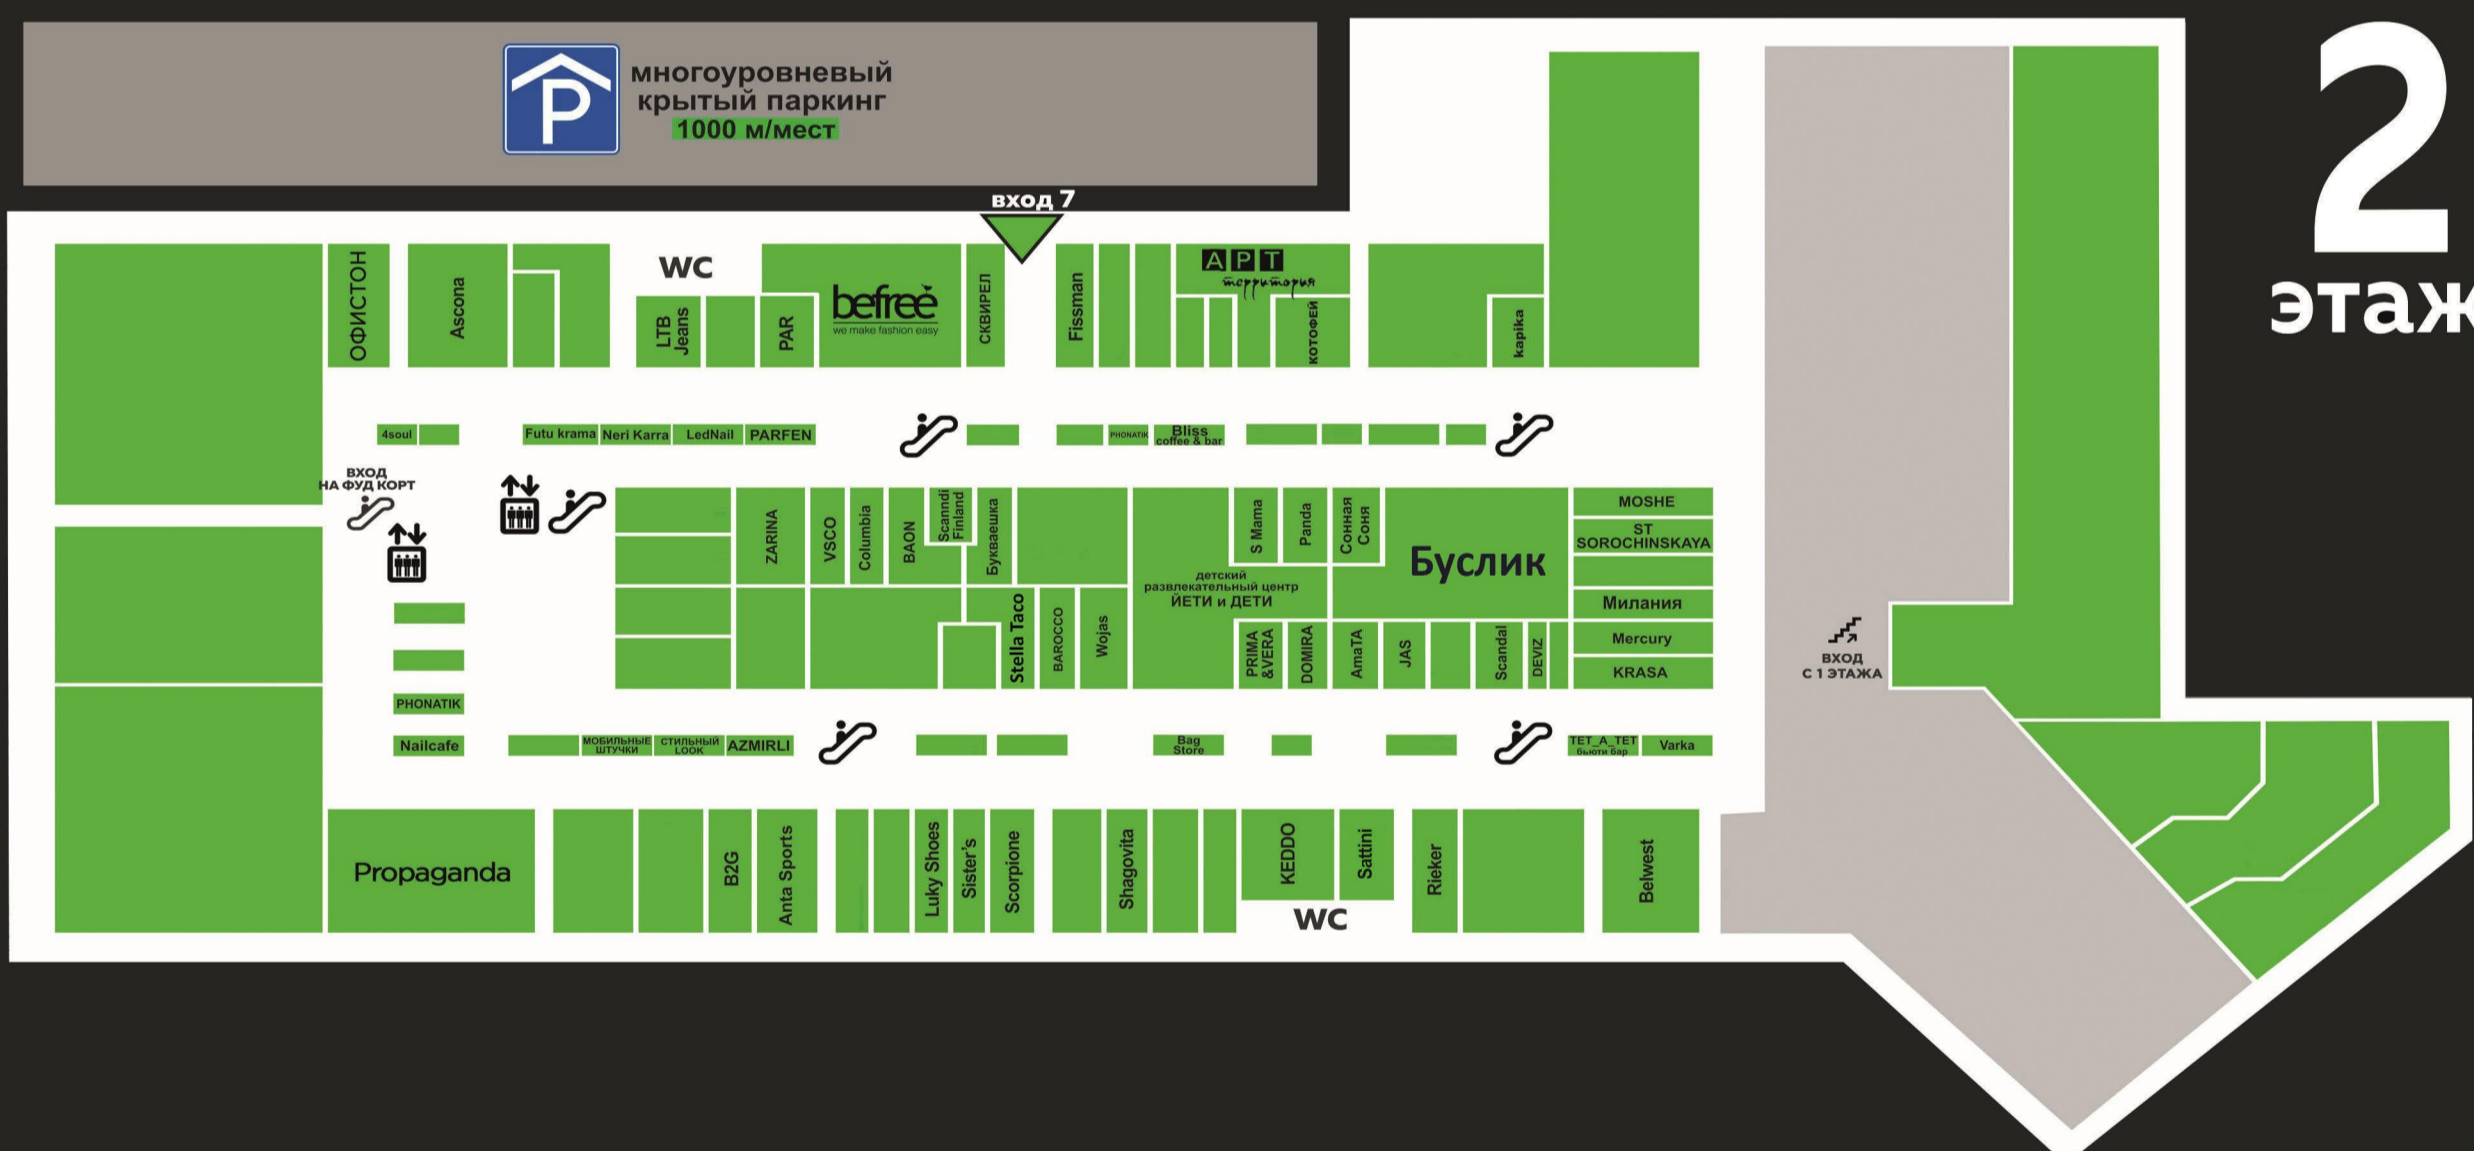 многоуровневый
крытый паркинг
1000 м/мест
P
2
этаж
вход 7
ОФИСТОН
Ascona
WC
LTB
Jeans
PAR
befree
we make fashion easy
СКВИРЕЛ
Fissman
АРТ
территория
КОТОФЕЙ
kapika
4soul
Futu krama
Neri Karra
LedNail
PARFEN
PHONATIK
Bliss
coffee & bar
ВХОД
НА ФУД КОРТ
ZARINA
VSCO
Columbia
BAON
Scanndi
Finland
Букваешка
S Mama
Panda
Сонная
Соня
Буслик
MOSHE
ST
SOROCHINSKAYA
детский
развлекательный центр
ЙЕТИ и ДЕТИ
Милания
Mercury
KRASA
Stella Taco
BAROCCO
Wojas
PRIMA
&VERA
DOMIRA
AmaTA
JAS
Scandal
DEVIZ
ВХОД
С 1 ЭТАЖА
PHONATIK
Nailcafe
МОБИЛЬНЫЕ
ШТУЧКИ
СТИЛЬНЫЙ
LOOK
AZMIRLI
Bag
Store
TET_A_TET
бьюти бар
Varka
Propaganda
B2G
Anta Sports
Luky Shoes
Sister's
Scorpione
Shagovita
KEDDO
Sattini
WC
Rieker
Belwest